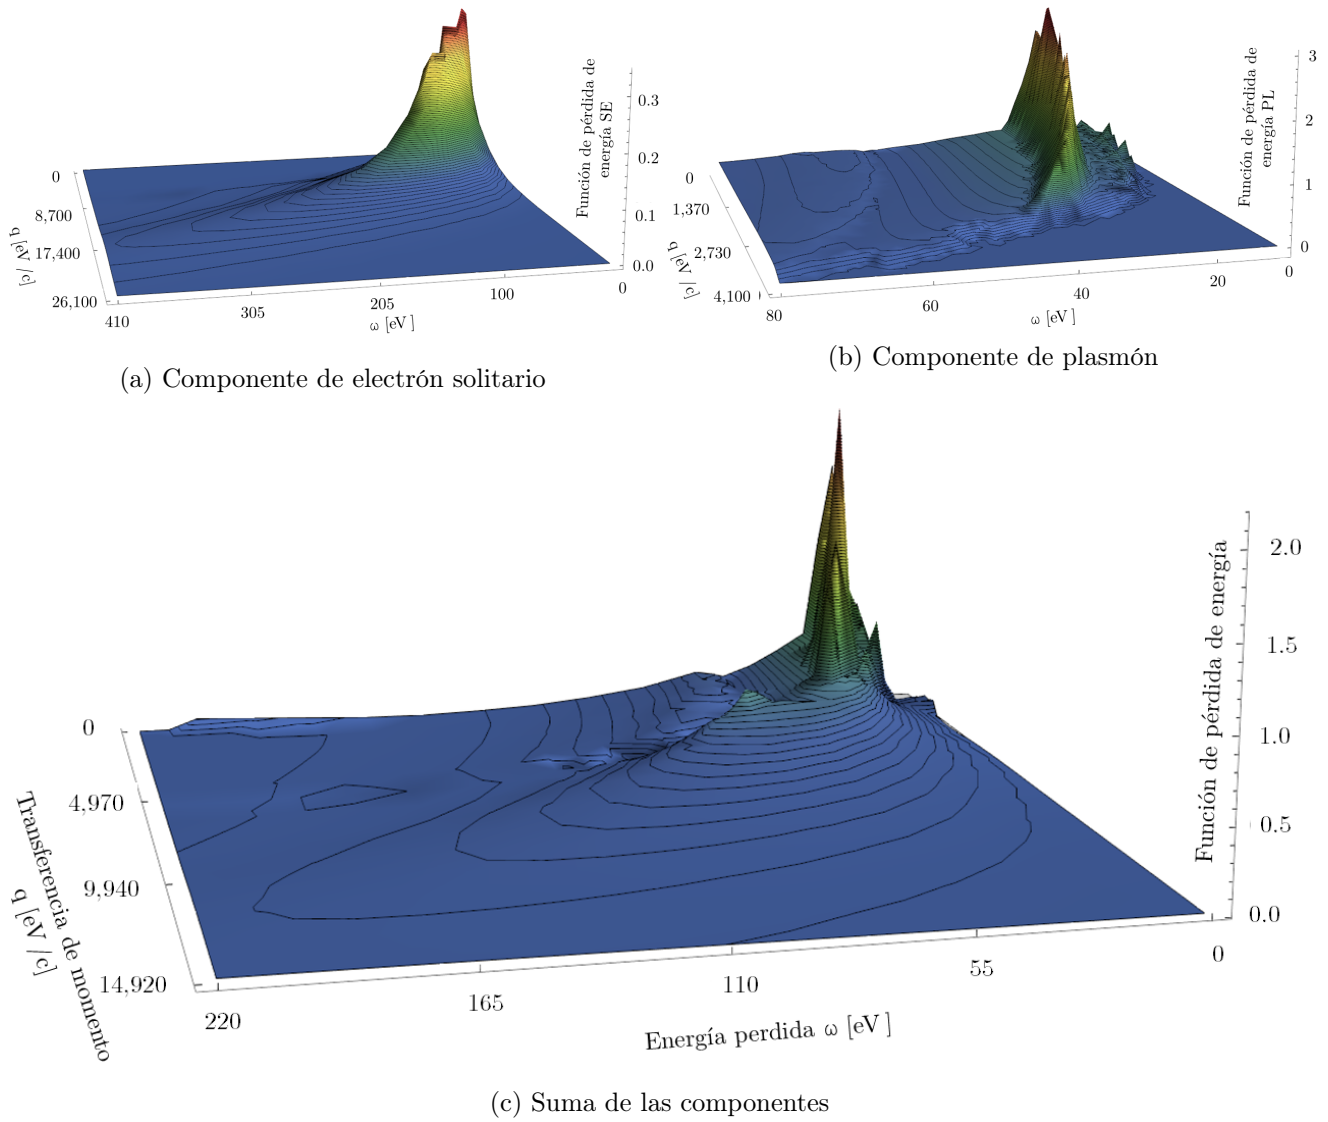 Función de pérdida de
energía SE
0.3
0.2
0.1
0.0
0
8,700
17,400
26,100
q [eV/c]
410
305
205
100
0
ω [eV]
(a) Componente de electrón solitario
Función de pérdida de
energía PL
3
2
1
0
0
1,370
2,730
4,100
q [eV/c]
80
60
40
20
0
ω [eV]
(b) Componente de plasmón
Función de pérdida de energía
2.0
1.5
1.0
0.5
0.0
0
4,970
9,940
14,920
Transferencia de momento
q [eV/c]
220
165
110
55
0
Energía perdida ω [eV]
(c) Suma de las componentes